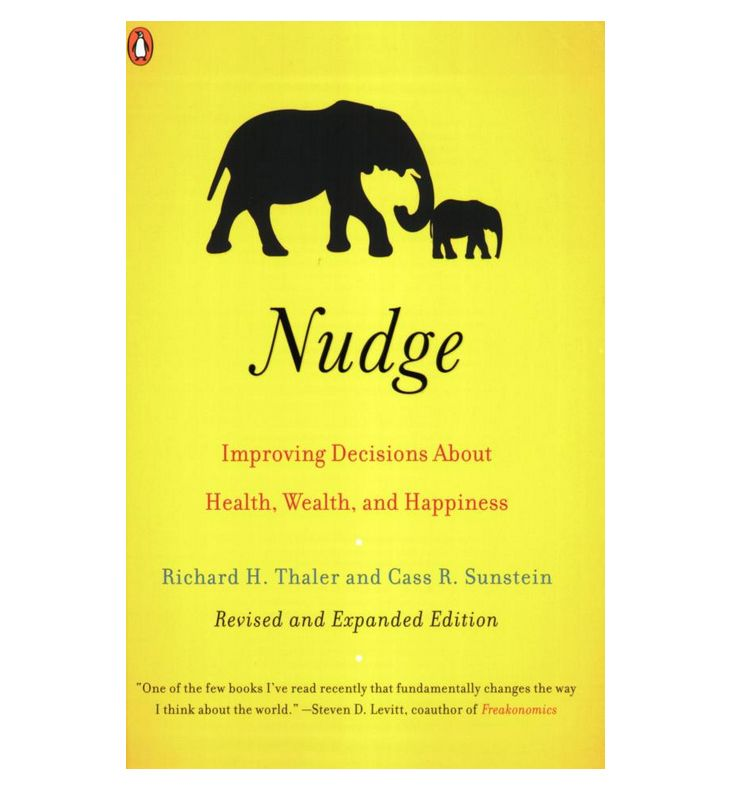 Nudge
Improving Decisions About
Health, Wealth, and Happiness
Richard H. Thaler and Cass R. Sunstein
Revised and Expanded Edition
"One of the few books I've read recently that fundamentally changes the way
I think about the world." —Steven D. Levitt, coauthor of Freakonomics